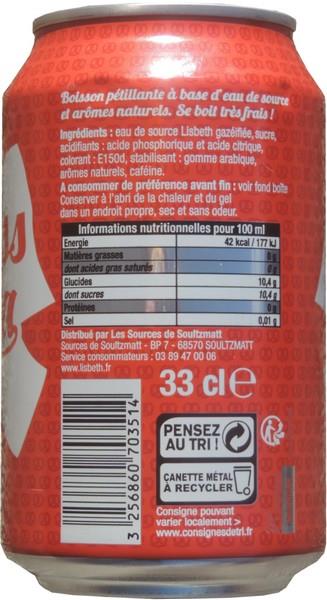 Boisson pétillante à base d'eau de source
et arômes naturels. Se boit très frais !
Ingrédients : eau de source Lisbeth gazéifiée, sucre,
acidifiants : acide phosphorique et acide citrique,
colorant : E150d, stabilisant : gomme arabique,
arômes naturels, caféine.
A consommer de préférence avant fin : voir fond boîte
Conserver à l'abri de la chaleur et du gel
dans un endroit propre, sec et sans odeur.
Informations nutritionnelles pour 100 ml
Energie 42 kcal / 177 kJ
Matières grasses 0 g
dont acides gras saturés 0 g
Glucides 10,4 g
dont sucres 10,4 g
Protéines 0 g
Sel 0,01 g
Distribué par Les Sources de Soultzmatt
Sources de Soultzmatt - BP 7 - 68570 SOULTZMATT
Service consommateurs : 03 89 47 00 06
www.lisbeth.fr
33 cl e
PENSEZ
AU TRI !
CANETTE MÉTAL
À RECYCLER
Consigne pouvant
varier localement >
www.consignesdetri.fr
3 256860 703514